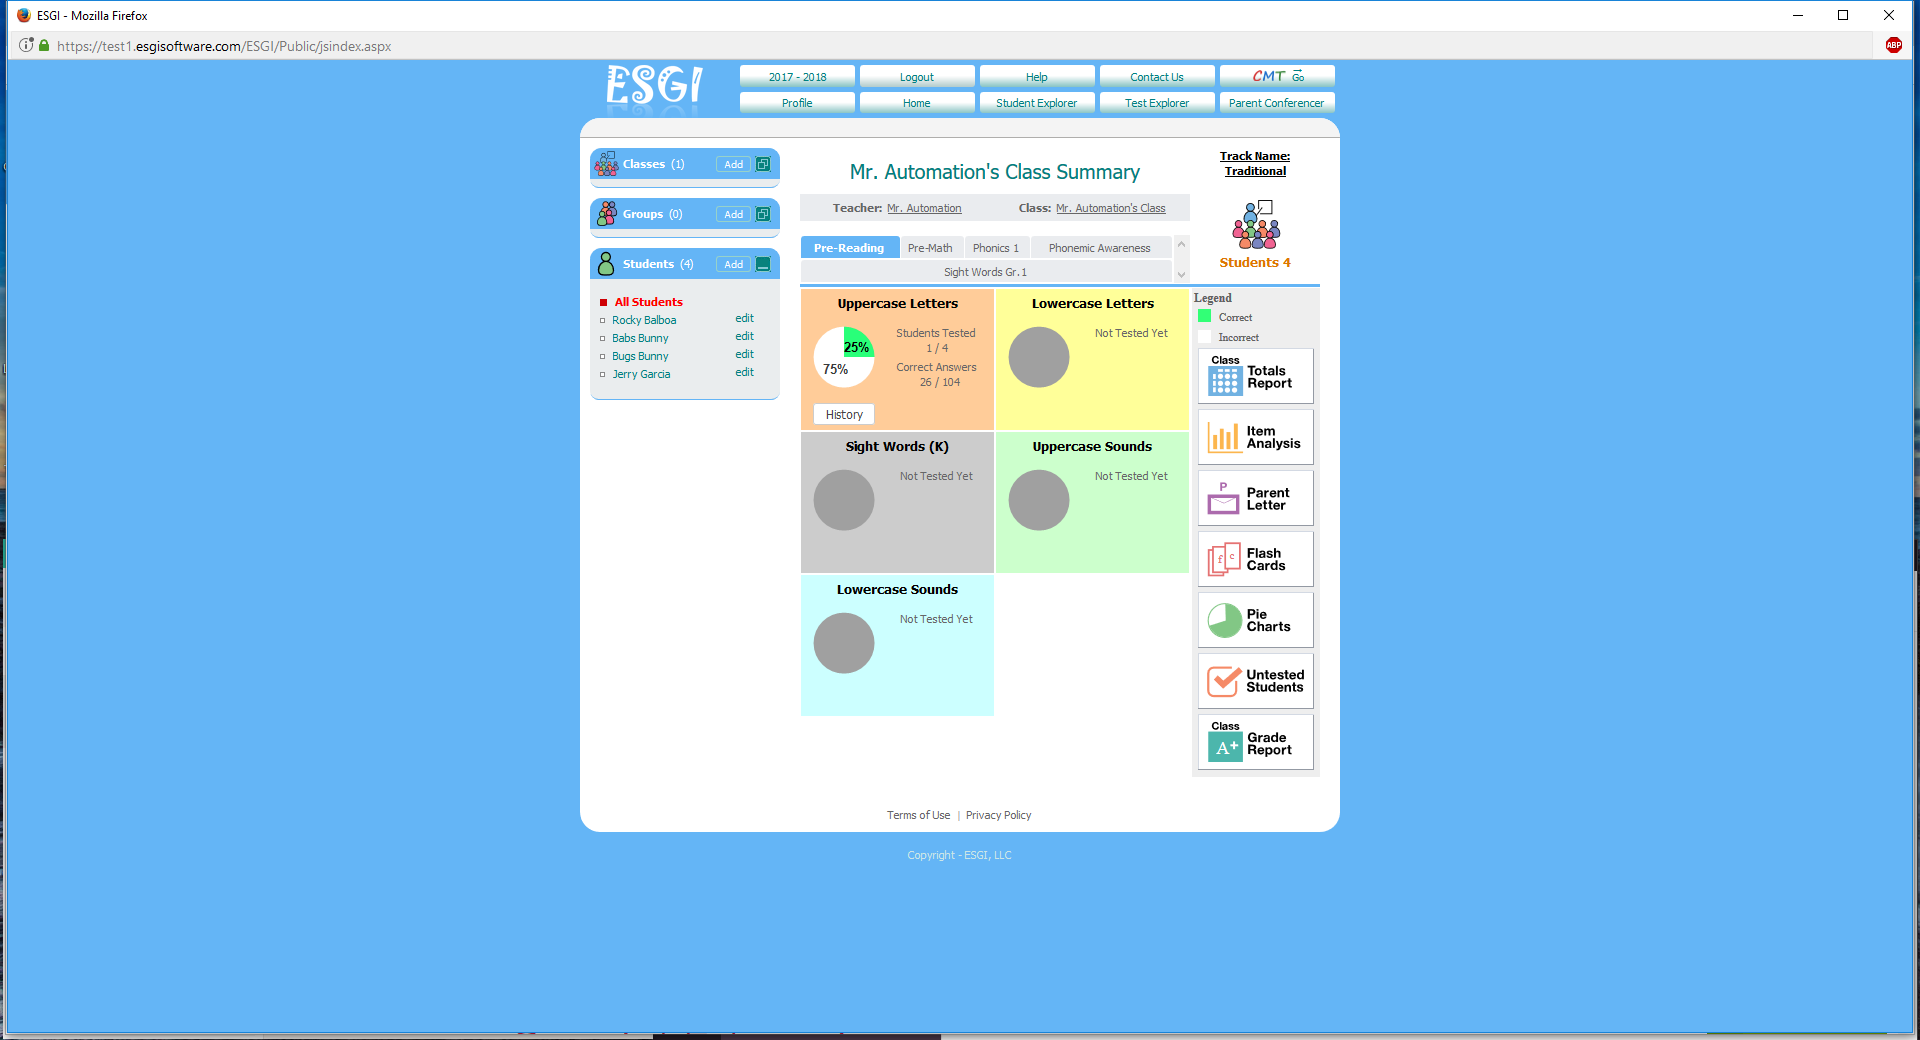 ESGI - Mozilla Firefox
https://test1.esgisoftware.com/ESGI/Public/jsindex.aspx
ABP
ESGI
2017 - 2018
Logout
Help
Contact Us
CMT Go
Profile
Home
Student Explorer
Test Explorer
Parent Conferencer
Classes (1)
Add
Groups (0)
Add
Students (4)
Add
All Students
Rocky Balboa edit
Babs Bunny edit
Bugs Bunny edit
Jerry Garcia edit
Mr. Automation's Class Summary
Teacher: Mr. Automation Class: Mr. Automation's Class
Pre-Reading
Pre-Math
Phonics 1
Phonemic Awareness
Sight Words Gr.1
Track Name:
Traditional
Students 4
Uppercase Letters
25%
75%
Students Tested
1 / 4
Correct Answers
26 / 104
History
Lowercase Letters
Not Tested Yet
Sight Words (K)
Not Tested Yet
Uppercase Sounds
Not Tested Yet
Lowercase Sounds
Not Tested Yet
Legend
Correct
Incorrect
Class
Totals
Report
Item
Analysis
P
Parent
Letter
f c
Flash
Cards
Pie
Charts
Untested
Students
Class
A+
Grade
Report
Terms of Use | Privacy Policy
Copyright - ESGI, LLC